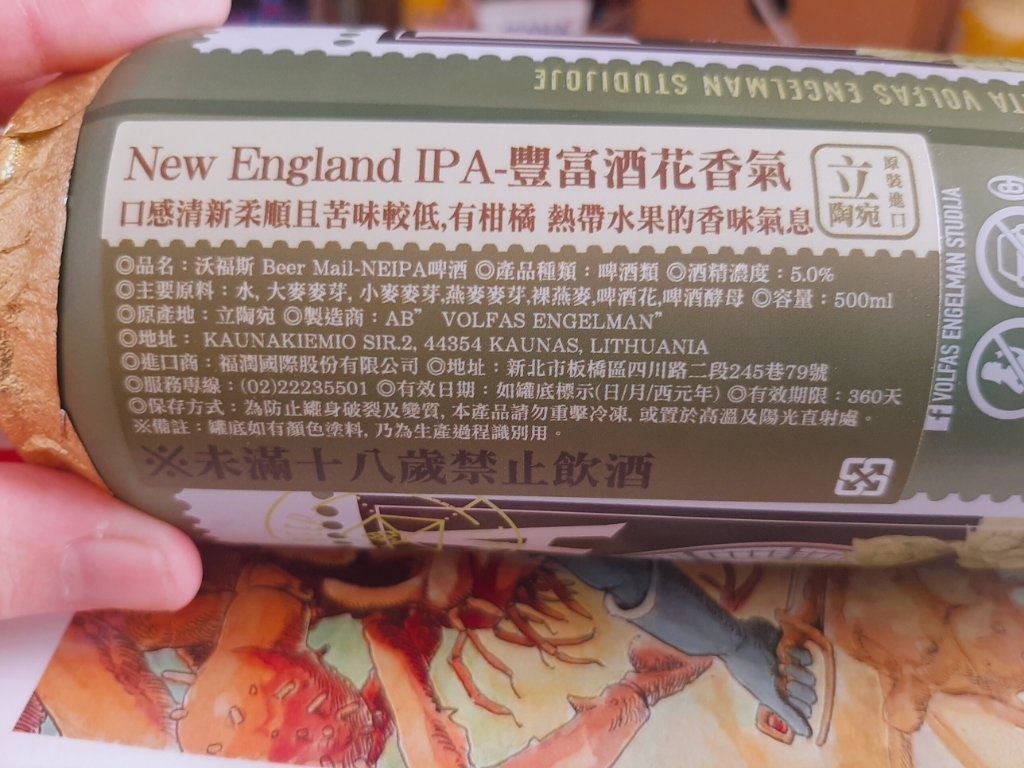 TA VOLFAS ENGELMAN STUDIJOJE
New England IPA-豐富酒花香氣
口感清新柔順且苦味較低,有柑橘 熱帶水果的香味氣息
立陶宛
原裝進口
◎品名：沃福斯 Beer Mail-NEIPA啤酒 ◎產品種類：啤酒類 ◎酒精濃度：5.0%
◎主要原料：水, 大麥麥芽, 小麥麥芽,燕麥麥芽,裸燕麥,啤酒花,啤酒酵母 ◎容量：500ml
◎原產地：立陶宛 ◎製造商：AB” VOLFAS ENGELMAN”
◎地址： KAUNAKIEMIO SIR.2, 44354 KAUNAS, LITHUANIA
◎進口商：福潤國際股份有限公司 ◎地址：新北市板橋區四川路二段245巷79號
◎服務專線：(02)22235501 ◎有效日期：如罐底標示(日/月/西元年) ◎有效期限：360天
◎保存方式：為防止罐身破裂及變質, 本產品請勿重擊冷凍, 或置於高溫及陽光直射處。
※備註：罐底如有顏色塗料, 乃為生產過程識別用。
※未滿十八歲禁止飲酒
f VOLFAS ENGELMAN STUDIJA